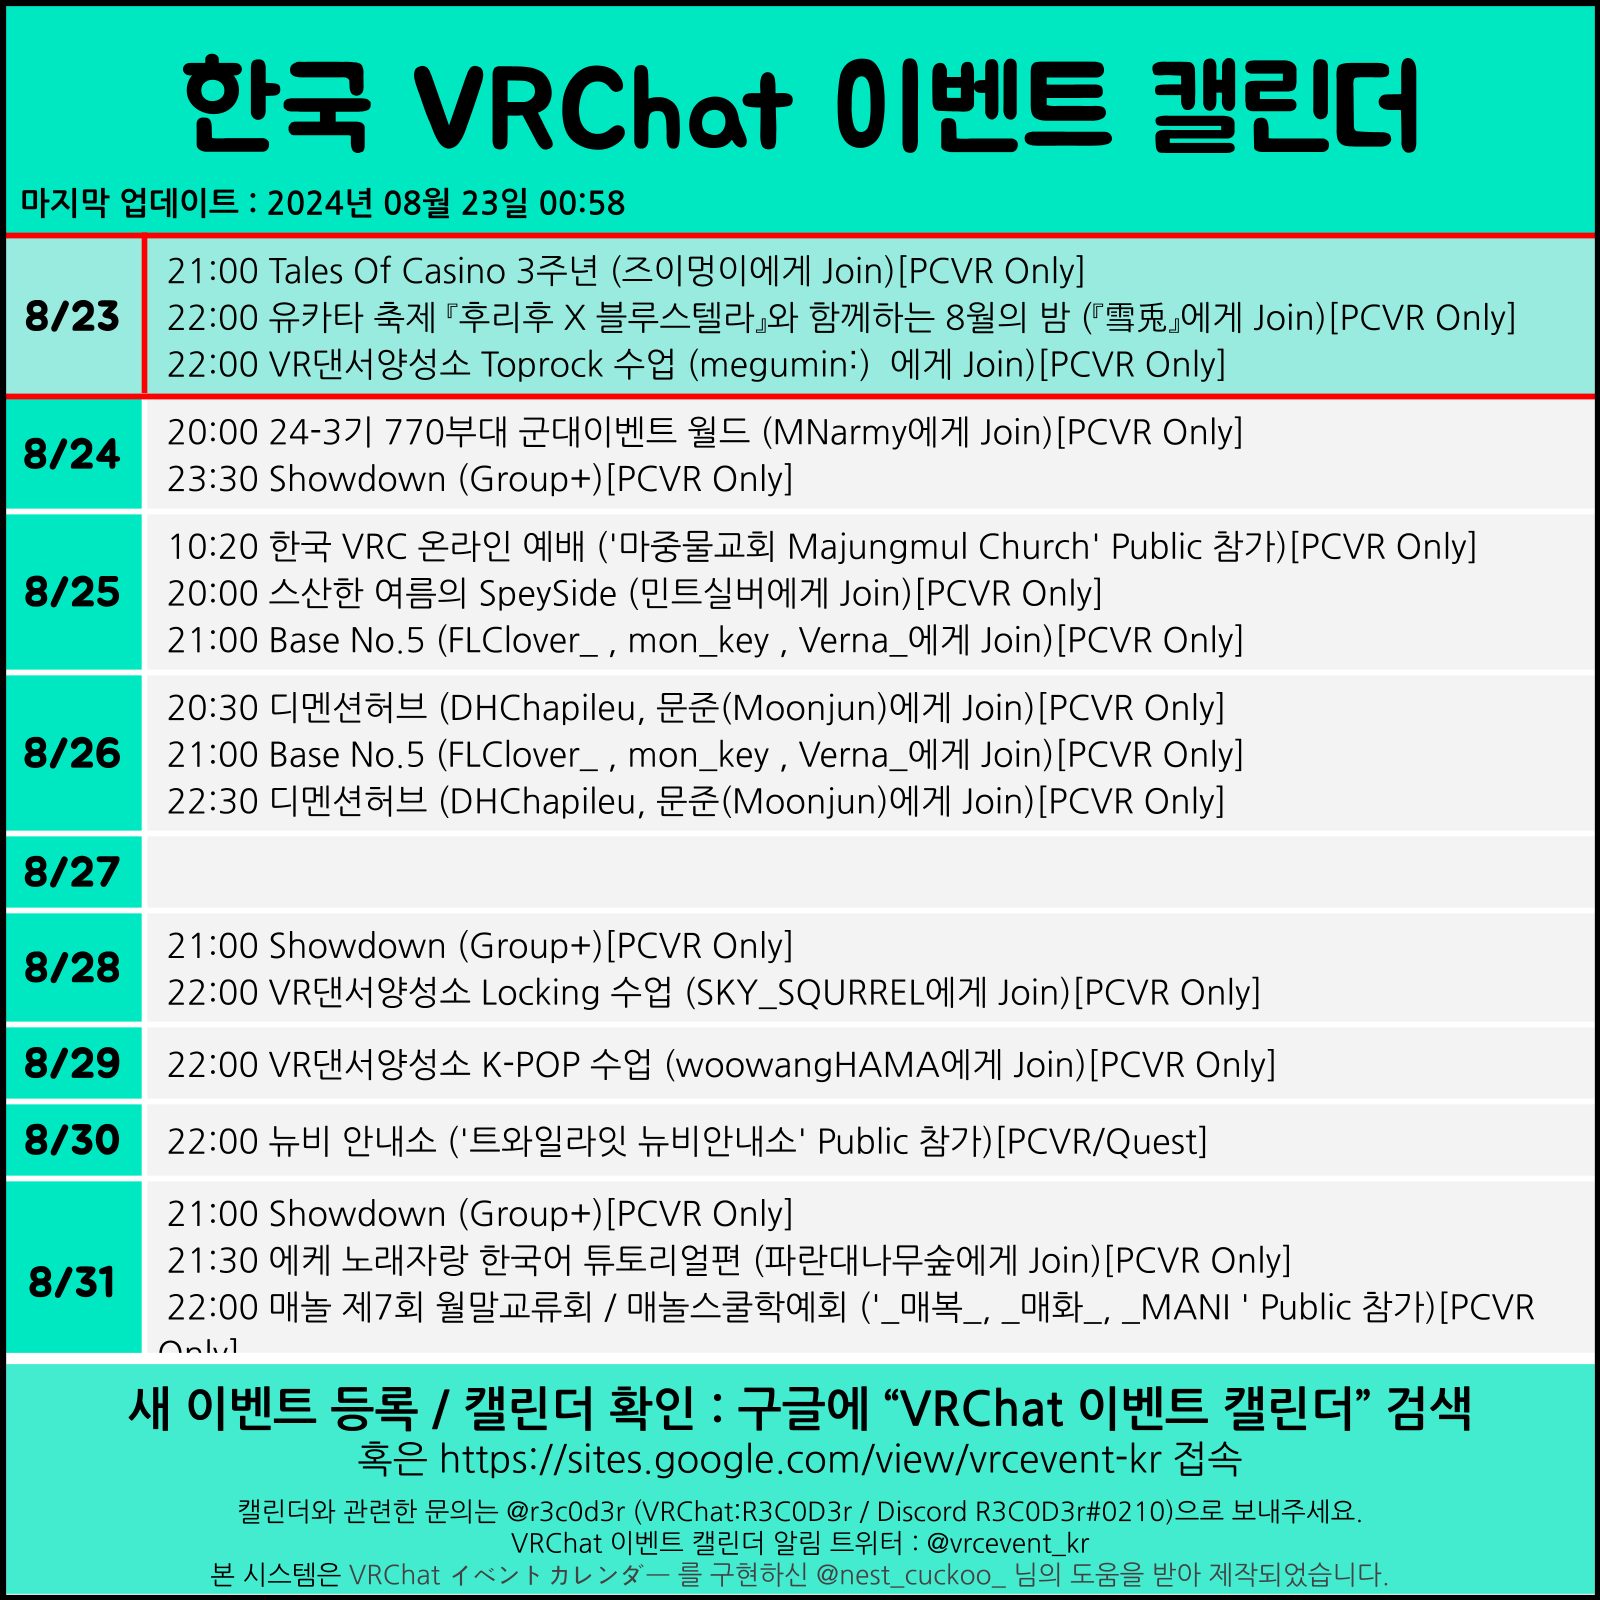 한국 VRChat 이벤트 캘린더
마지막 업데이트 : 2024년 08월 23일 00:58
8/23
21:00 Tales Of Casino 3주년 (즈이멍이에게 Join)[PCVR Only]
22:00 유카타 축제 『후리후 X 블루스텔라』와 함께하는 8월의 밤 (『雪兎』에게 Join)[PCVR Only]
22:00 VR댄서양성소 Toprock 수업 (megumin:)  에게 Join)[PCVR Only]
8/24
20:00 24-3기 770부대 군대이벤트 월드 (MNarmy에게 Join)[PCVR Only]
23:30 Showdown (Group+)[PCVR Only]
8/25
10:20 한국 VRC 온라인 예배 ('마중물교회 Majungmul Church' Public 참가)[PCVR Only]
20:00 스산한 여름의 SpeySide (민트실버에게 Join)[PCVR Only]
21:00 Base No.5 (FLClover_ , mon_key , Verna_에게 Join)[PCVR Only]
8/26
20:30 디멘션허브 (DHChapileu, 문준(Moonjun)에게 Join)[PCVR Only]
21:00 Base No.5 (FLClover_ , mon_key , Verna_에게 Join)[PCVR Only]
22:30 디멘션허브 (DHChapileu, 문준(Moonjun)에게 Join)[PCVR Only]
8/27
8/28
21:00 Showdown (Group+)[PCVR Only]
22:00 VR댄서양성소 Locking 수업 (SKY_SQURREL에게 Join)[PCVR Only]
8/29
22:00 VR댄서양성소 K-POP 수업 (woowangHAMA에게 Join)[PCVR Only]
8/30
22:00 뉴비 안내소 ('트와일라잇 뉴비안내소' Public 참가)[PCVR/Quest]
8/31
21:00 Showdown (Group+)[PCVR Only]
21:30 에케 노래자랑 한국어 튜토리얼편 (파란대나무숲에게 Join)[PCVR Only]
22:00 매놀 제7회 월말교류회 / 매놀스쿨학예회 ('_매복_, _매화_, _MANI ' Public 참가)[PCVR
Only]
새 이벤트 등록 / 캘린더 확인 : 구글에 “VRChat 이벤트 캘린더” 검색
혹은 https://sites.google.com/view/vrcevent-kr 접속
캘린더와 관련한 문의는 @r3c0d3r (VRChat:R3C0D3r / Discord R3C0D3r#0210)으로 보내주세요.
VRChat 이벤트 캘린더 알림 트위터 : @vrcevent_kr
본 시스템은 VRChat イベントカレンダー 를 구현하신 @nest_cuckoo_ 님의 도움을 받아 제작되었습니다.